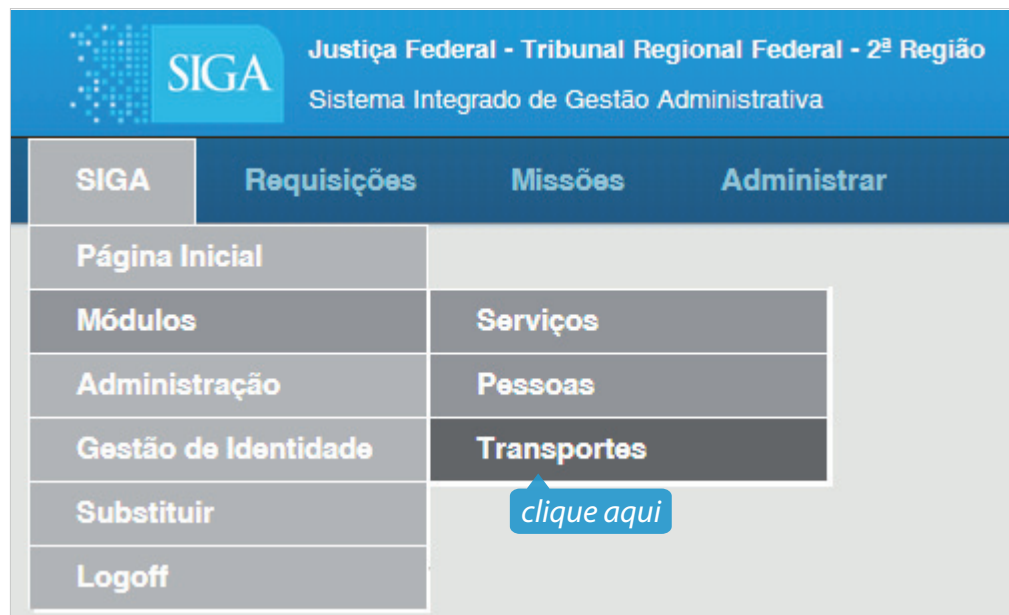 SIGA
Justiça Federal - Tribunal Regional Federal - 2ª Região
Sistema Integrado de Gestão Administrativa
SIGA Requisições Missões Administrar
Página Inicial
Módulos Serviços
Administração Pessoas
Gestão de Identidade Transportes
Substituir clique aqui
Logoff